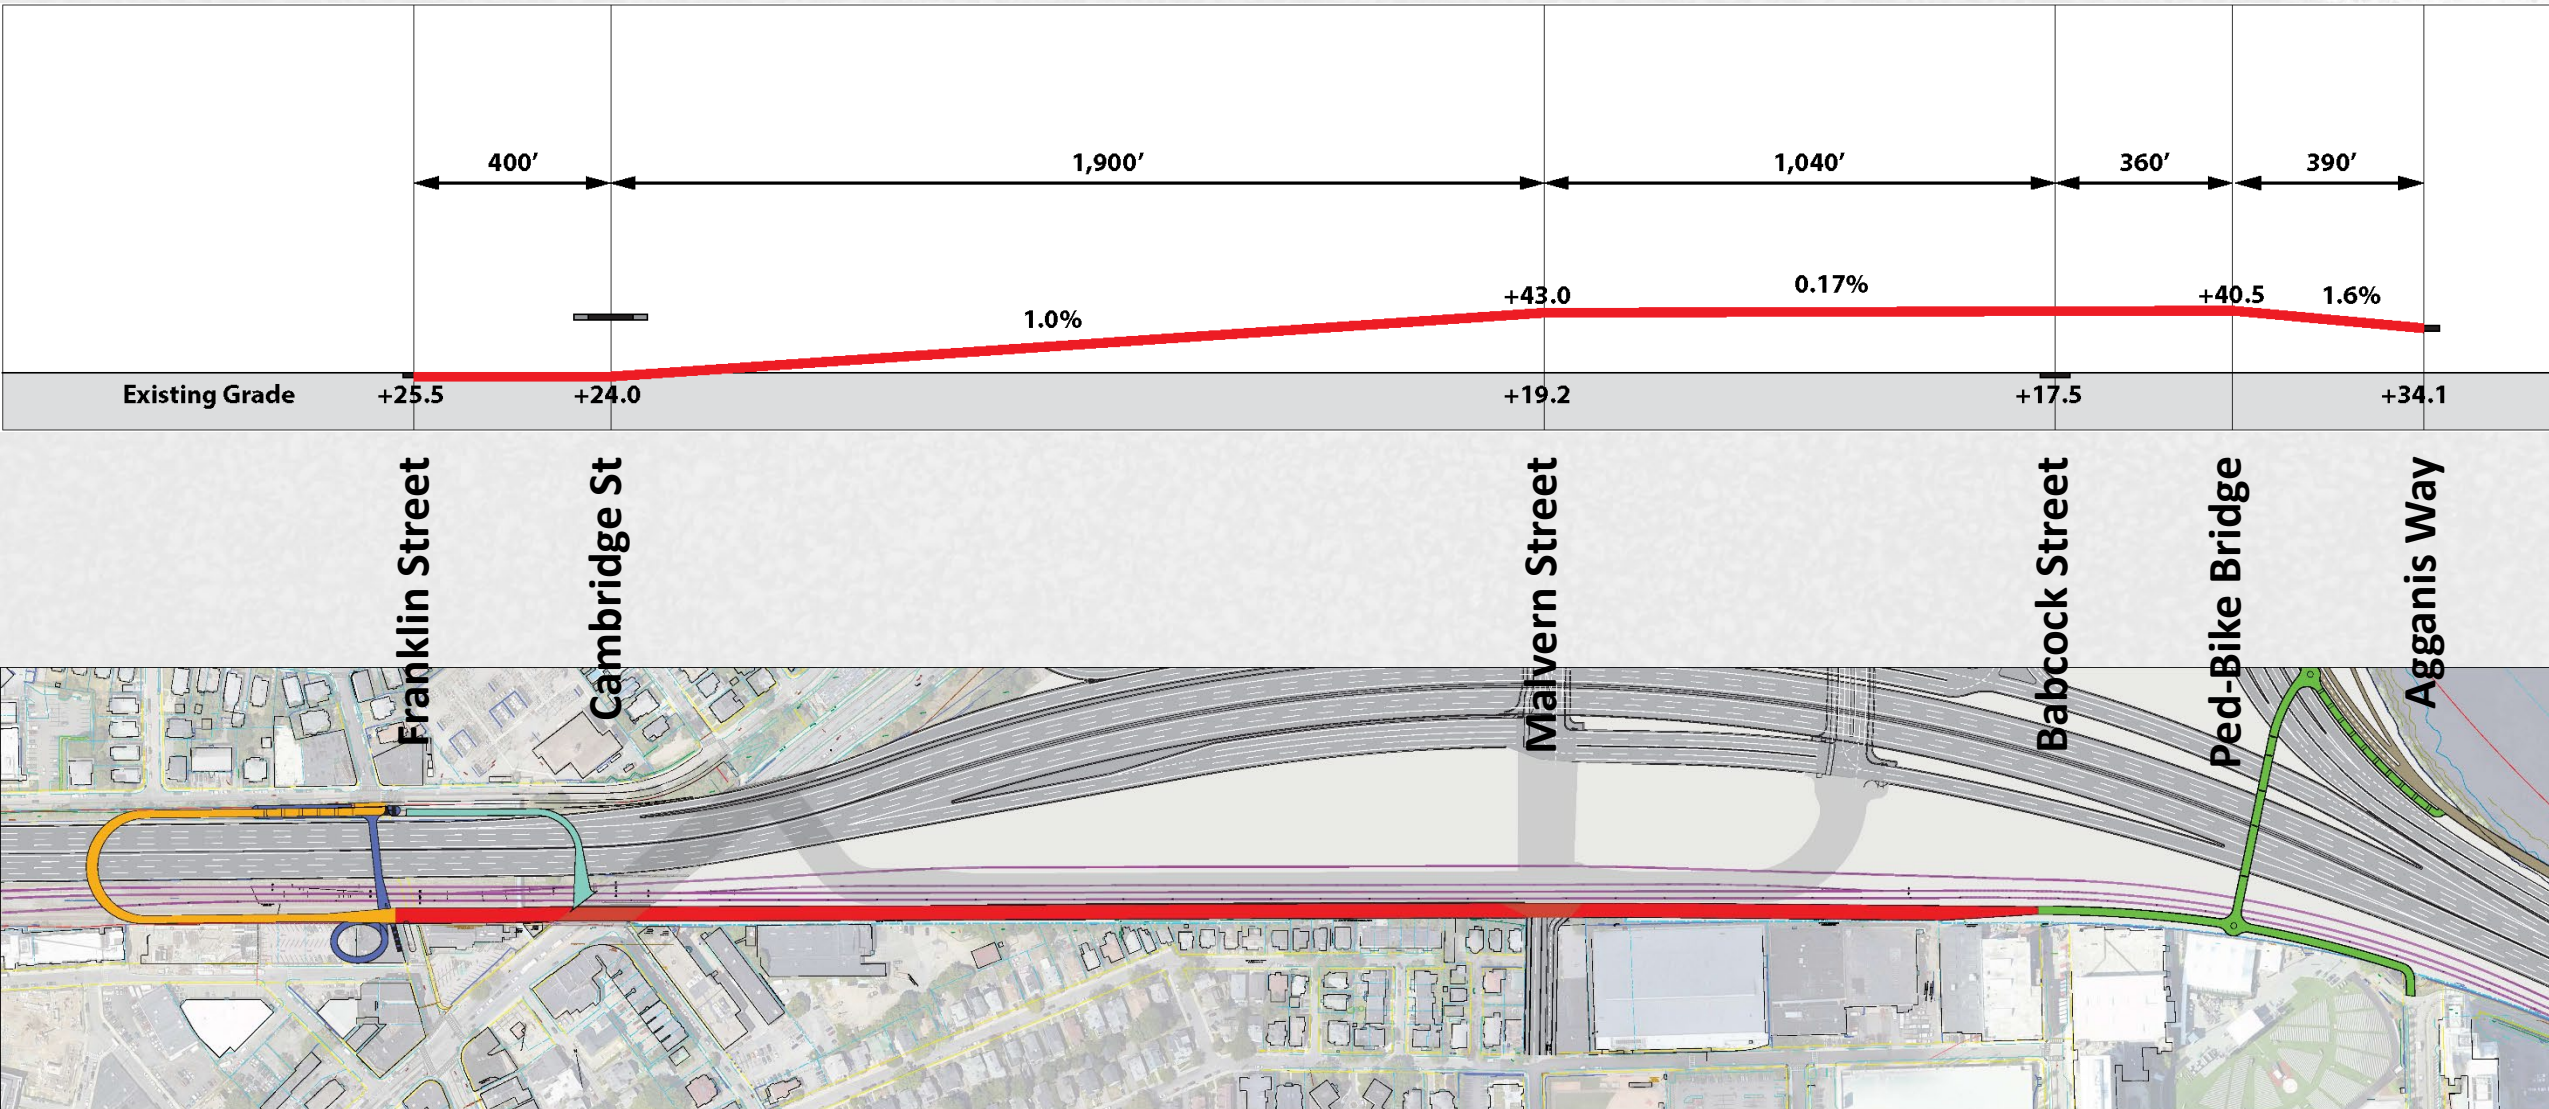 400’ 1,900’ 1,040’ 360’ 390’
+43.0 0.17% +40.5 1.6%
1.0%
Existing Grade +25.5 +24.0 +19.2 +17.5 +34.1
Franklin Street
Cambridge St
Malvern Street
Babcock Street
Ped-Bike Bridge
Agganis Way